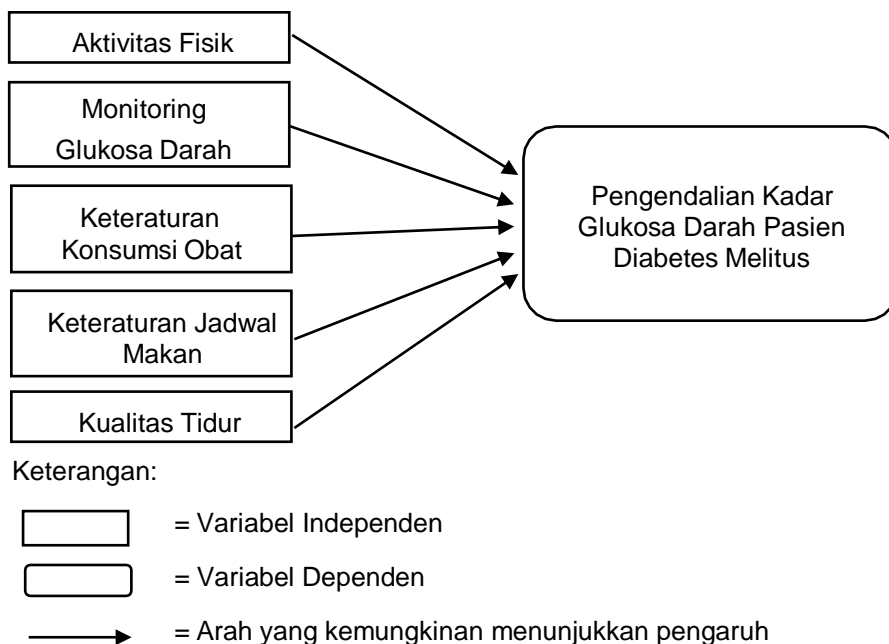 Aktivitas Fisik
Monitoring
Glukosa Darah
Keteraturan
Konsumsi Obat
Keteraturan Jadwal
Makan
Kualitas Tidur
Pengendalian Kadar
Glukosa Darah Pasien
Diabetes Melitus
Keterangan:
= Variabel Independen
= Variabel Dependen
= Arah yang kemungkinan menunjukkan pengaruh